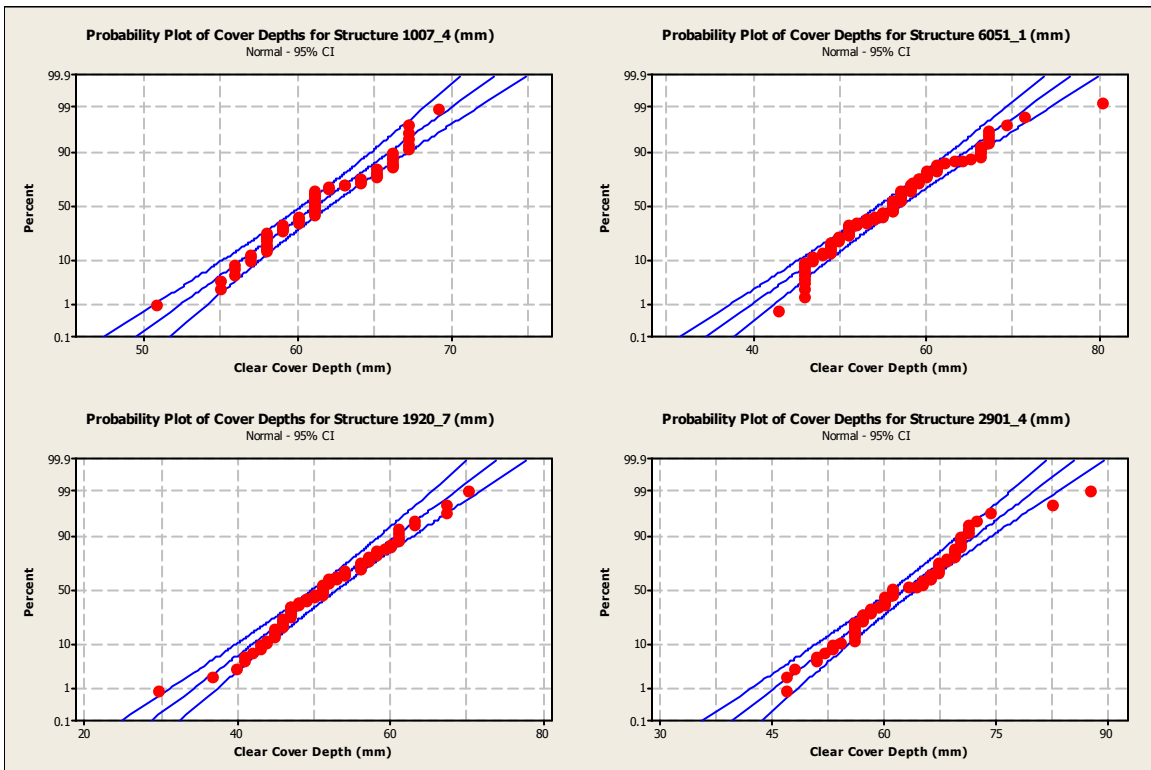 Probability Plot of Cover Depths for Structure 1007_4 (mm)
Normal - 95% CI
99.9
99
90
50
10
1
0.1
Percent
50
60
70
Clear Cover Depth (mm)
Probability Plot of Cover Depths for Structure 6051_1 (mm)
Normal - 95% CI
99.9
99
90
50
10
1
0.1
Percent
40
50
60
80
Clear Cover Depth (mm)
Probability Plot of Cover Depths for Structure 1920_7 (mm)
Normal - 95% CI
99.9
99
90
50
10
1
0.1
Percent
20
40
60
80
Clear Cover Depth (mm)
Probability Plot of Cover Depths for Structure 2901_4 (mm)
Normal - 95% CI
99.9
99
90
50
10
1
0.1
Percent
30
45
60
75
90
Clear Cover Depth (mm)